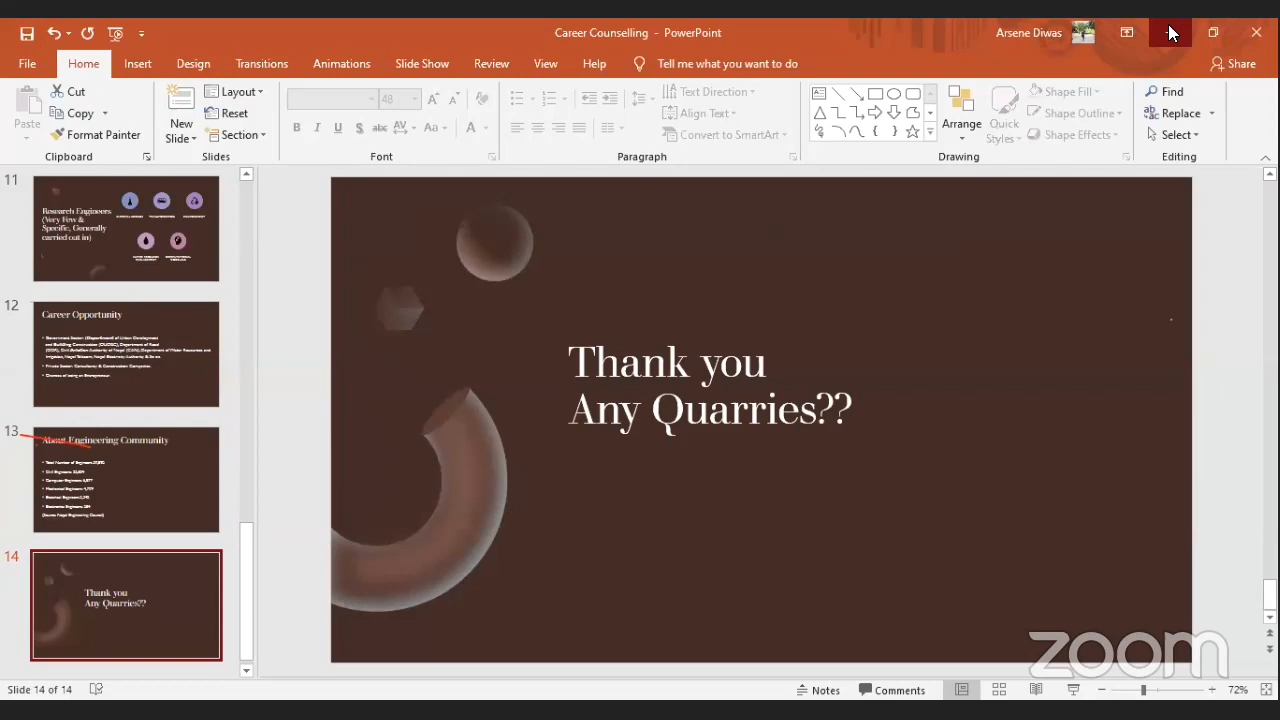 Career Counselling - PowerPoint
Arsene Diwas
File Home Insert Design Transitions Animations Slide Show Review View Help Tell me what you want to do Share
Paste
Cut
Copy
Format Painter
Clipboard
New Slide
Layout
Reset
Section
Slides
48
B I U S abc AV Aa A
Font
Text Direction
Align Text
Convert to SmartArt
Paragraph
Arrange
Quick Styles
Shape Fill
Shape Outline
Shape Effects
Drawing
Find
Replace
Select
Editing
11
Research Engineers
(Very Few &
Specific, Generally
carried out in)
12
Career Opportunity
13
About Engineering Community
14
Thank you
Any Quarries??
Thank you
Any Quarries??
zoom
Slide 14 of 14
Notes
Comments
72%